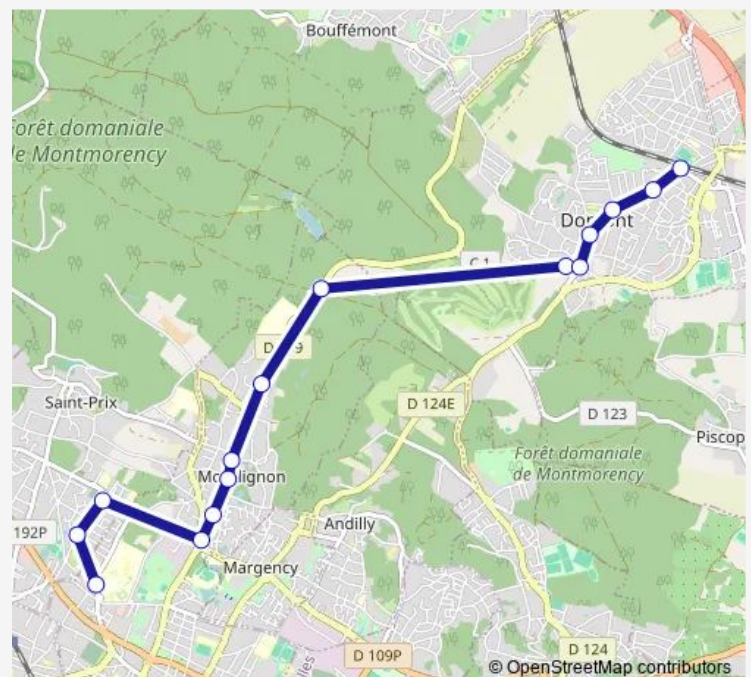 Bouffémont
Forêt domaniale
de Montmorency
C 1
Saint-Prix
D 124E
D 123
Piscop
Forêt domaniale
de Montmorency
192P
Andilly
Margency
D 109P
D 124
© OpenStreetMap contributors